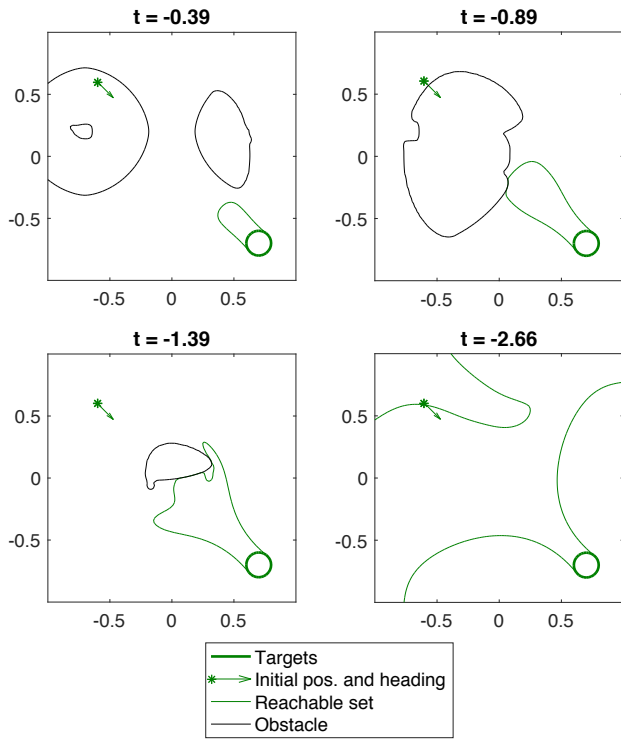 t = -0.39
t = -0.89
0.5
0
-0.5
-0.5 0 0.5
0.5
0
-0.5
-0.5 0 0.5
t = -1.39
t = -2.66
0.5
0
-0.5
-0.5 0 0.5
0.5
0
-0.5
-0.5 0 0.5
Targets
Initial pos. and heading
Reachable set
Obstacle